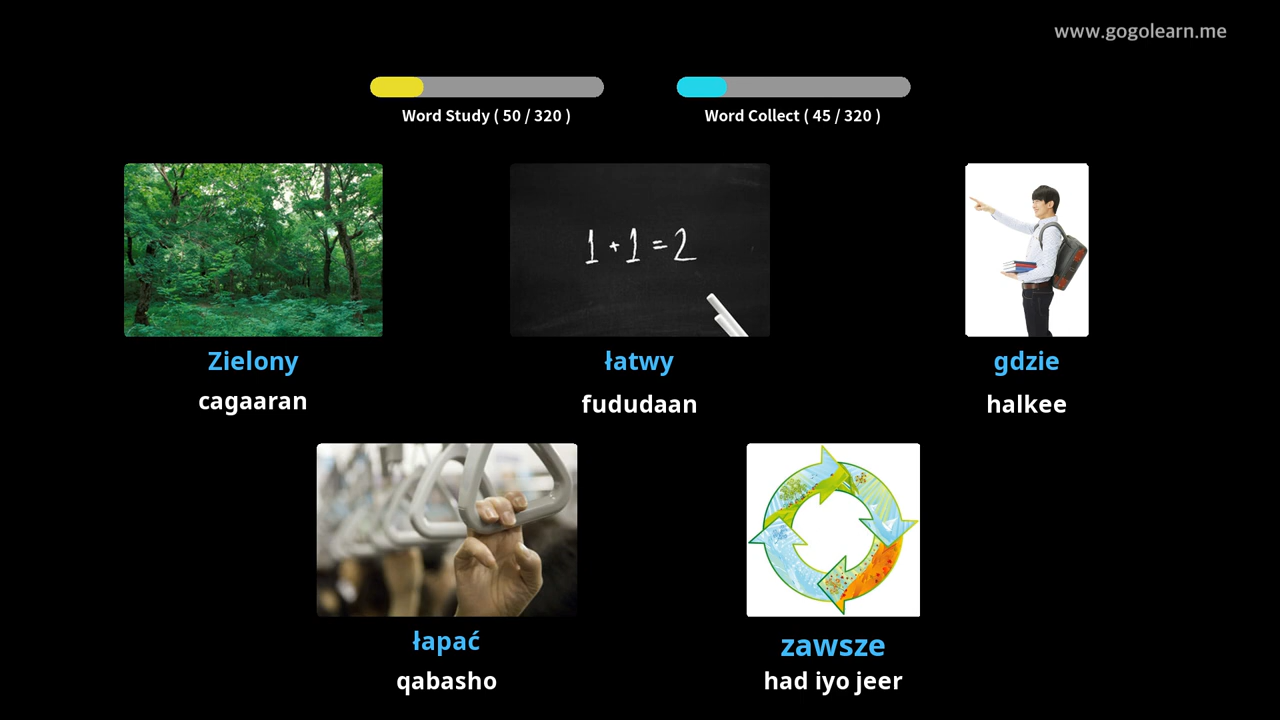 www.gogolearn.me
Word Study ( 50 / 320 )
Word Collect ( 45 / 320 )
1 + 1 = 2
Zielony
cagaaran
łatwy
fududaan
gdzie
halkee
łapać
qabasho
zawsze
had iyo jeer